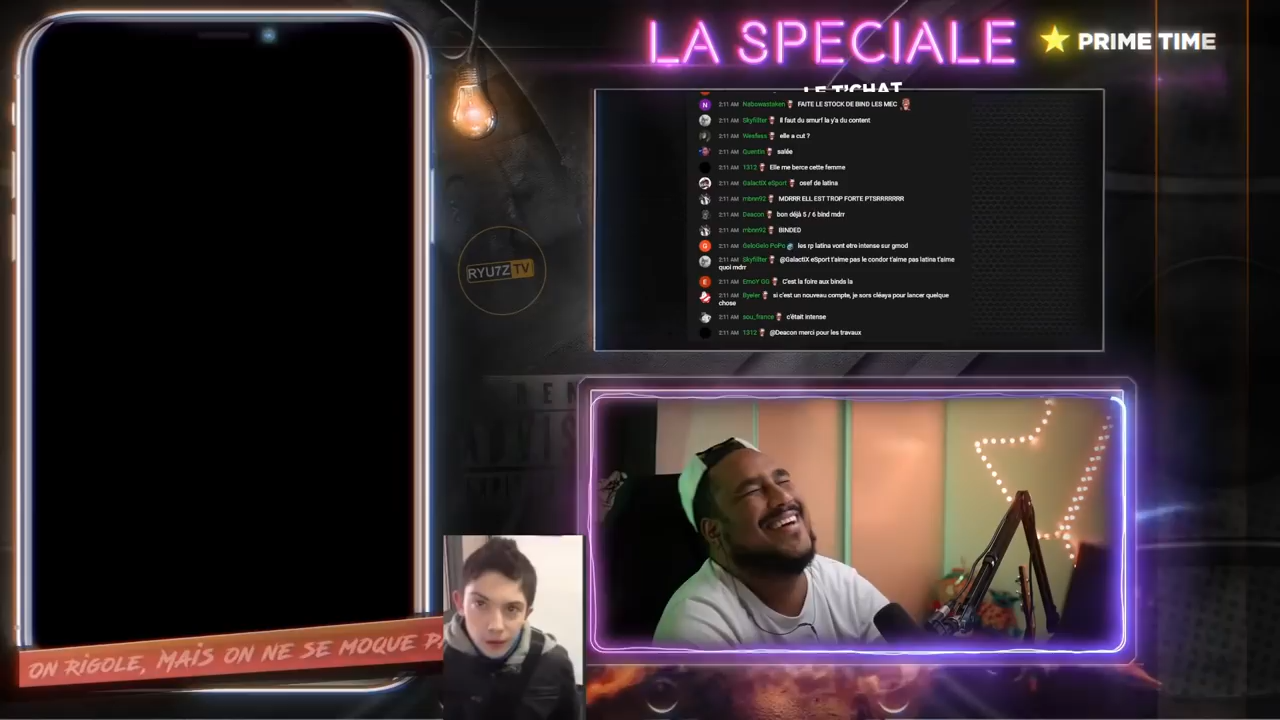 LA SPECIALE
PRIME TIME
LE T'CHAT
N 2:11 AM Nabowastaken FAITE LE STOCK DE BIND LES MEC
2:11 AM Skyfillter il faut du smurf la y'a du content
2:11 AM Wesfass elle a cut ?
2:11 AM Quentin salée
2:11 AM 1312 Elle me berce cette femme
2:11 AM GalactiX eSport osef de latina
2:11 AM mbnn92 MDRRR ELL EST TROP FORTE PTSRRRRRRR
2:11 AM Deacon bon déjà 5 / 6 bind mdrr
2:11 AM mbnn92 BINDED
G 2:11 AM GeloGelo PoPo les rp latina vont etre intense sur gmod
2:11 AM Skyfillter @GalactiX eSport t'aime pas le condor t'aime pas latina t'aime
quoi mdrr
E 2:11 AM EmcY GG C'est la foire aux binds la
2:11 AM Byeler si c'est un nouveau compte, je sors cléaya pour lancer quelque
chose
2:11 AM sou_france c'était intense
2:11 AM 1312 @Deacon merci pour les travaux
RYU7Z TV
ON RIGOLE, MAIS ON NE SE MOQUE PA